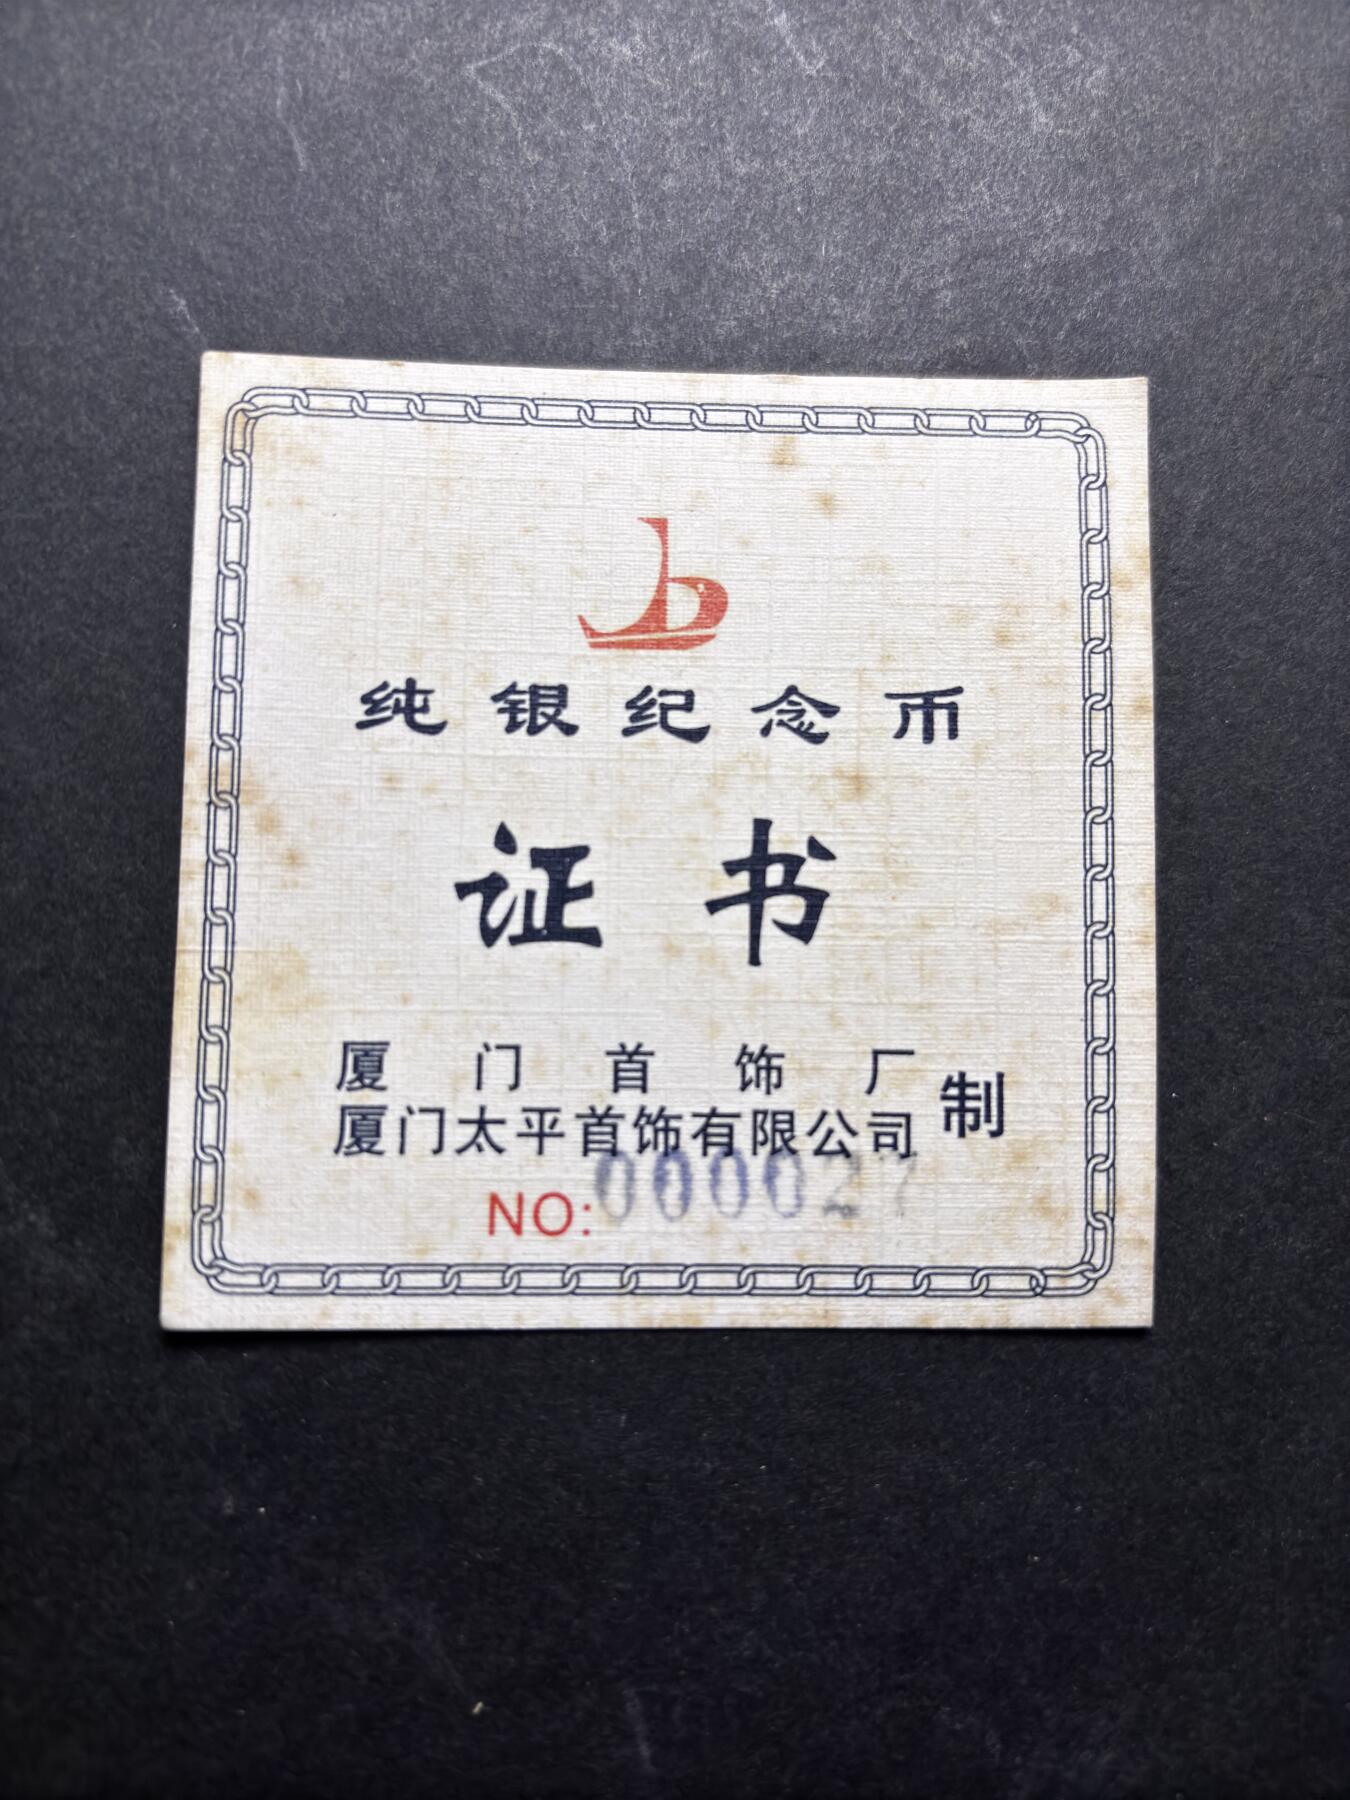 纯银纪念币
证书
厦门首饰厂
厦门太平首饰有限公司 制
NO:000027